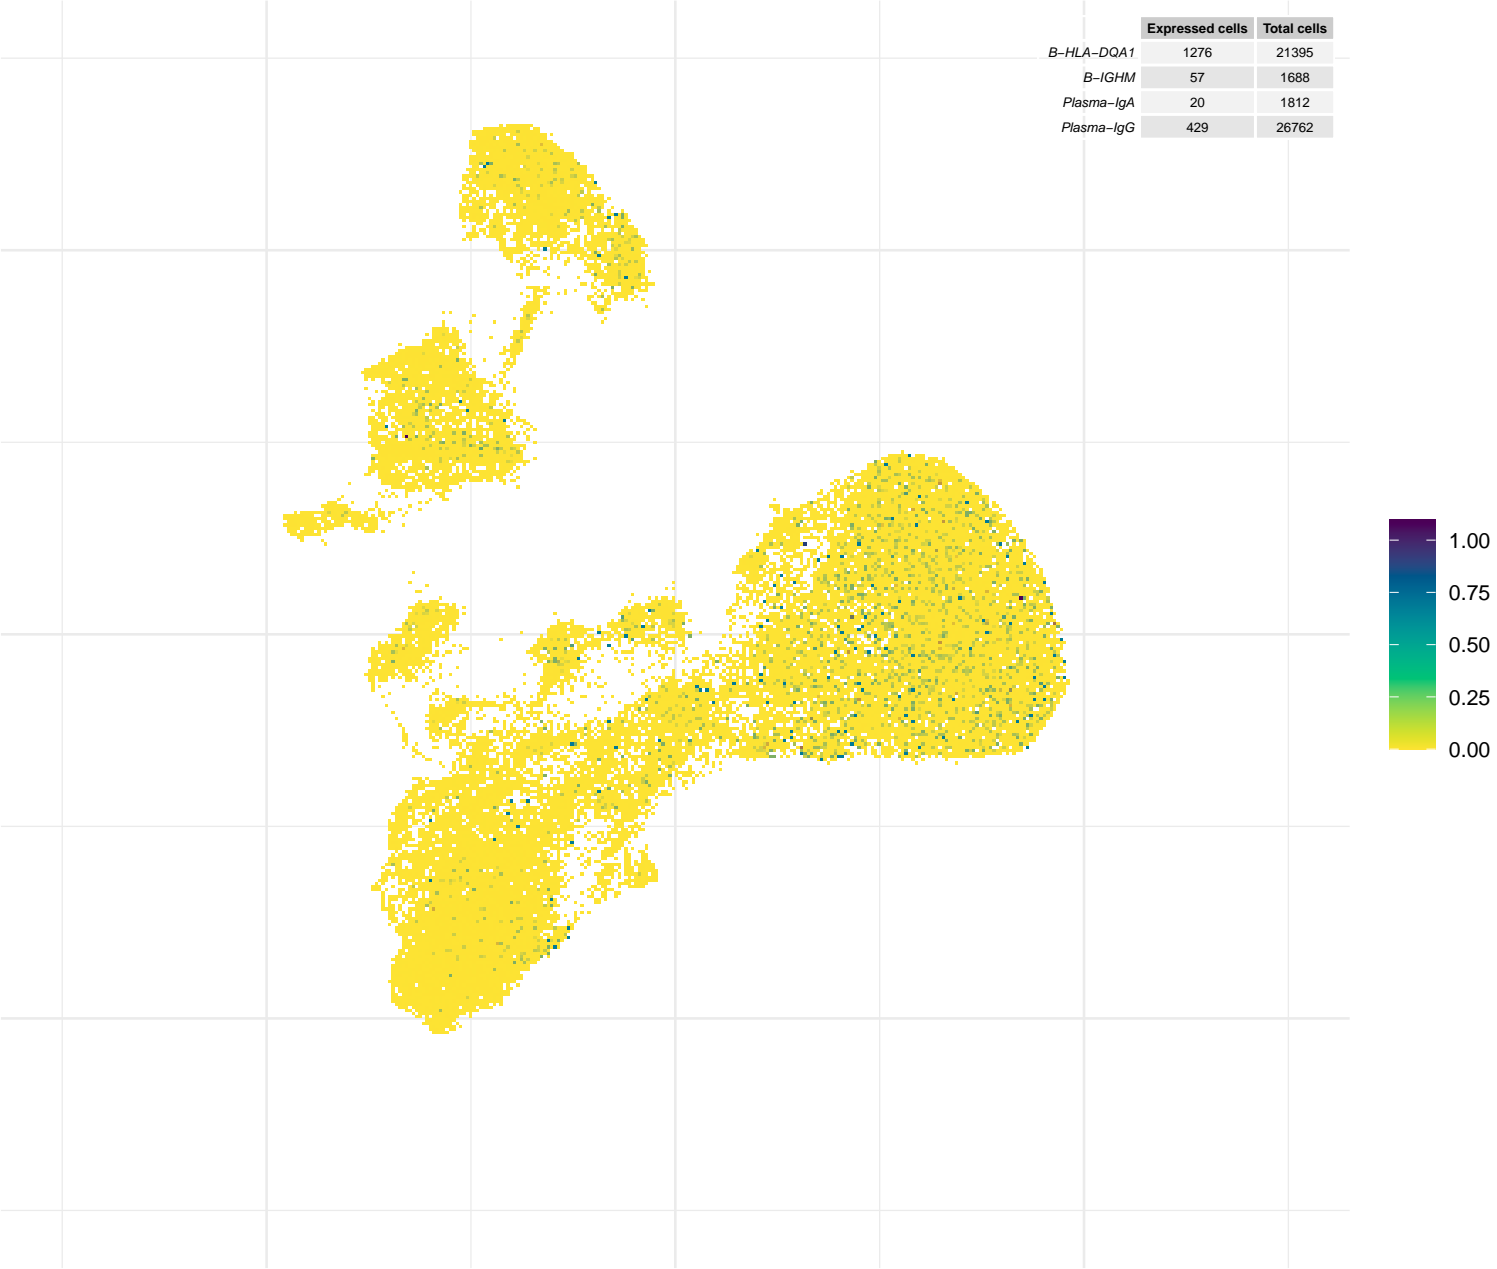 Expressed cells Total cells
B−HLA−DQA1 1276 21395
B−IGHM 57 1688
Plasma−IgA 20 1812
Plasma−IgG 429 26762
1.00
0.75
0.50
0.25
0.00